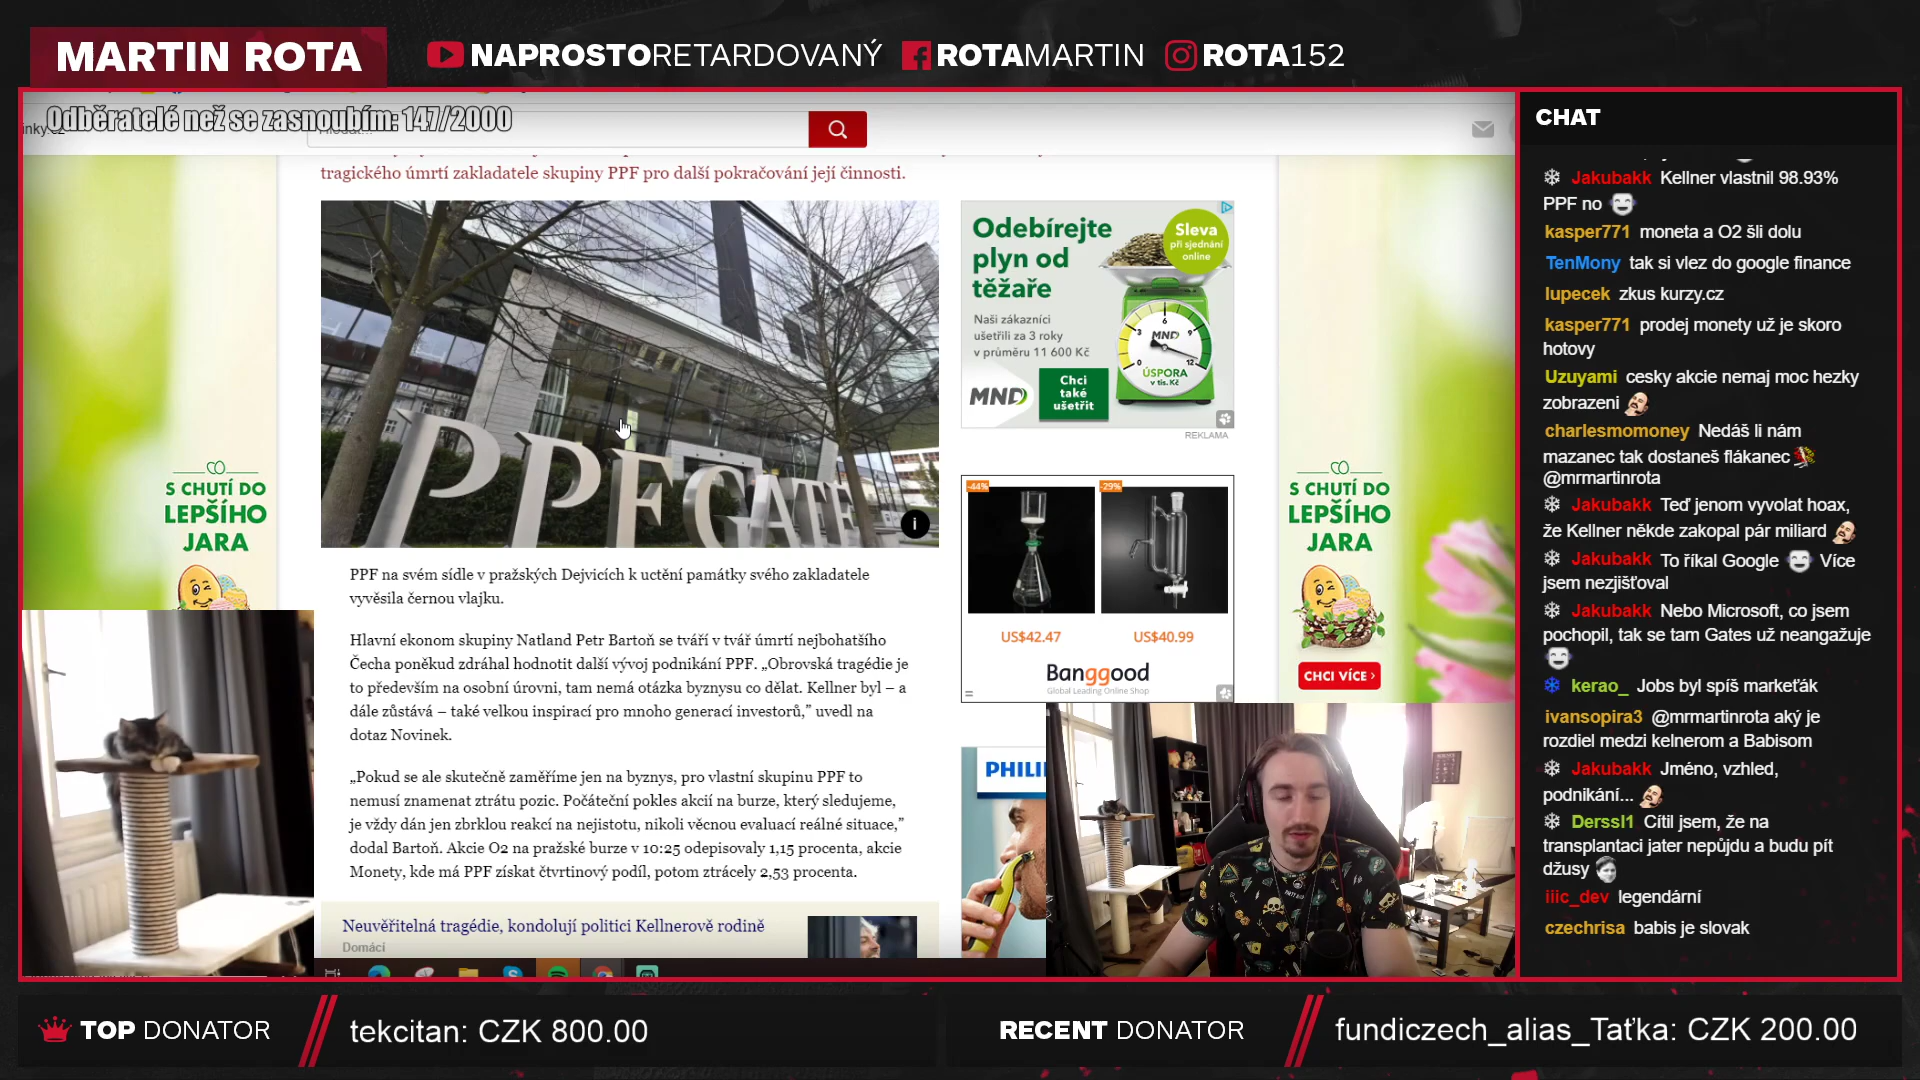 MARTIN ROTA
NAPROSTORETARDOVANÝ
ROTAMARTIN
ROTA152
Odběratelé než se zasnoubím: 147/2000
tragického úmrtí zakladatele skupiny PPF pro další pokračování její činnosti.
PPF GATE
PPF na svém sídle v pražských Dejvicích k uctění památky svého zakladatele
vyvěsila černou vlajku.
Hlavní ekonom skupiny Natland Petr Bartoň se tváří v tvář úmrtí nejbohatšího
Čecha poněkud zdráhal hodnotit další vývoj podnikání PPF. „Obrovská tragédie je
to především na osobní úrovni, tam nemá otázka byznysu co dělat. Kellner byl – a
dále zůstává – také velkou inspirací pro mnoho generací investorů,” uvedl na
dotaz Novinek.
„Pokud se ale skutečně zaměříme jen na byznys, pro vlastní skupinu PPF to
nemusí znamenat ztrátu pozic. Počáteční pokles akcií na burze, který sledujeme,
je vždy dán jen zbrklou reakcí na nejistotu, nikoli věcnou evaluací reálné situace,”
dodal Bartoň. Akcie O2 na pražské burze v 10:25 odepisovaly 1,15 procenta, akcie
Monety, kde má PPF získat čtvrtinový podíl, potom ztrácely 2,53 procenta.
Neuvěřitelná tragédie, kondolují politici Kellnerově rodině
Domácí
S CHUTÍ DO
LEPŠÍHO
JARA
Odebírejte
plyn od
těžaře
Sleva
při sjednání
online
Naši zákazníci
ušetřili za 3 roky
v průměru 11 600 Kč
MND
Chci
také
ušetřit
MND
0 3 6 9 12
ÚSPORA
v tis. Kč
REKLAMA
-44%
-29%
US$42.47
US$40.99
Banggood
Global Leading Online Shop
PHILI
S CHUTÍ DO
LEPŠÍHO
JARA
CHCI VÍCE ›
CHAT
Jakubakk Kellner vlastnil 98.93%
PPF no
kasper771 moneta a O2 šli dolu
TenMony tak si vlez do google finance
lupecek zkus kurzy.cz
kasper771 prodej monety už je skoro
hotovy
Uzuyami cesky akcie nemaj moc hezky
zobrazeni
charlesmomoney Nedáš li nám
mazanec tak dostaneš flákanec
@mrmartinrota
Jakubakk Teď jenom vyvolat hoax,
že Kellner někde zakopal pár miliard
Jakubakk To říkal Google Více
jsem nezjišťoval
Jakubakk Nebo Microsoft, co jsem
pochopil, tak se tam Gates už neangažuje
kerao_ Jobs byl spíš markeťák
ivansopira3 @mrmartinrota aký je
rozdiel medzi kelnerom a Babisom
Jakubakk Jméno, vzhled,
podnikání...
Derssl1 Cítil jsem, že na
transplantaci jater nepůjdu a budu pít
džusy
iiic_dev legendární
czechrisa babis je slovak
TOP DONATOR
tekcitan: CZK 800.00
RECENT DONATOR
fundiczech_alias_Taťka: CZK 200.00